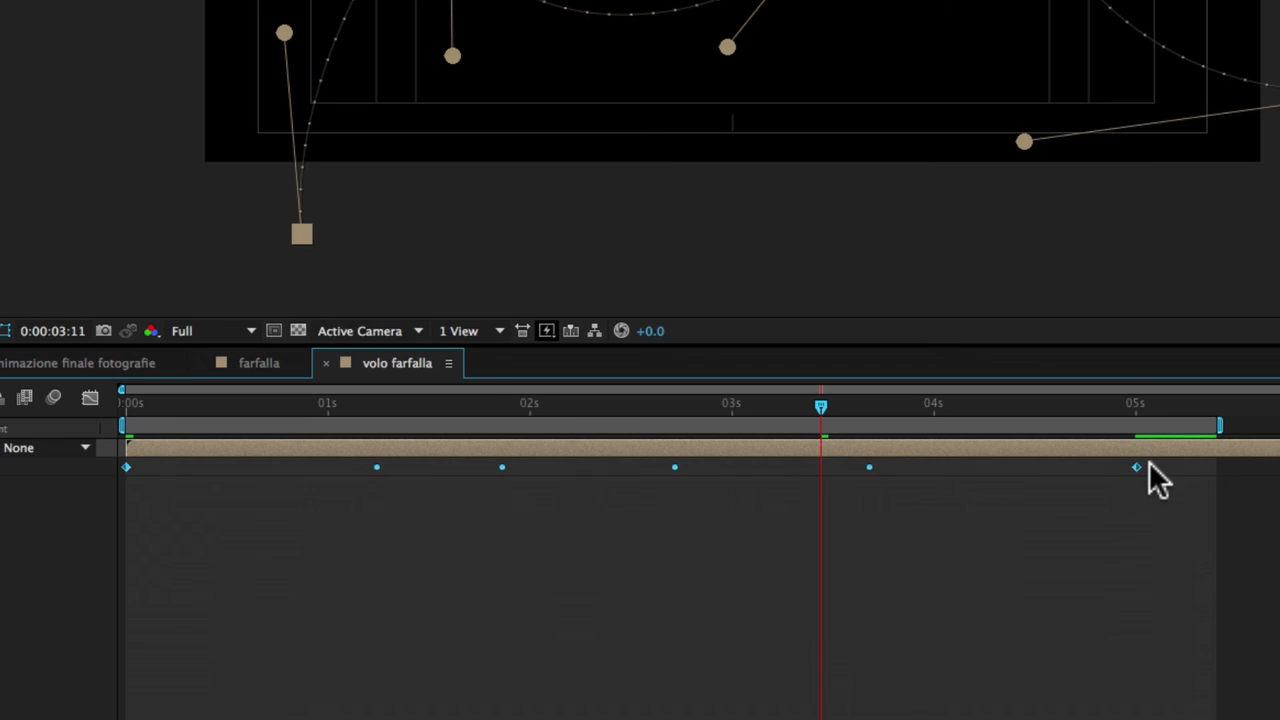 0:00:03:11 Full Active Camera 1 View +0.0
nimazione finale fotografie farfalla × volo farfalla
:00s 01s 02s 03s 04s 05s
None